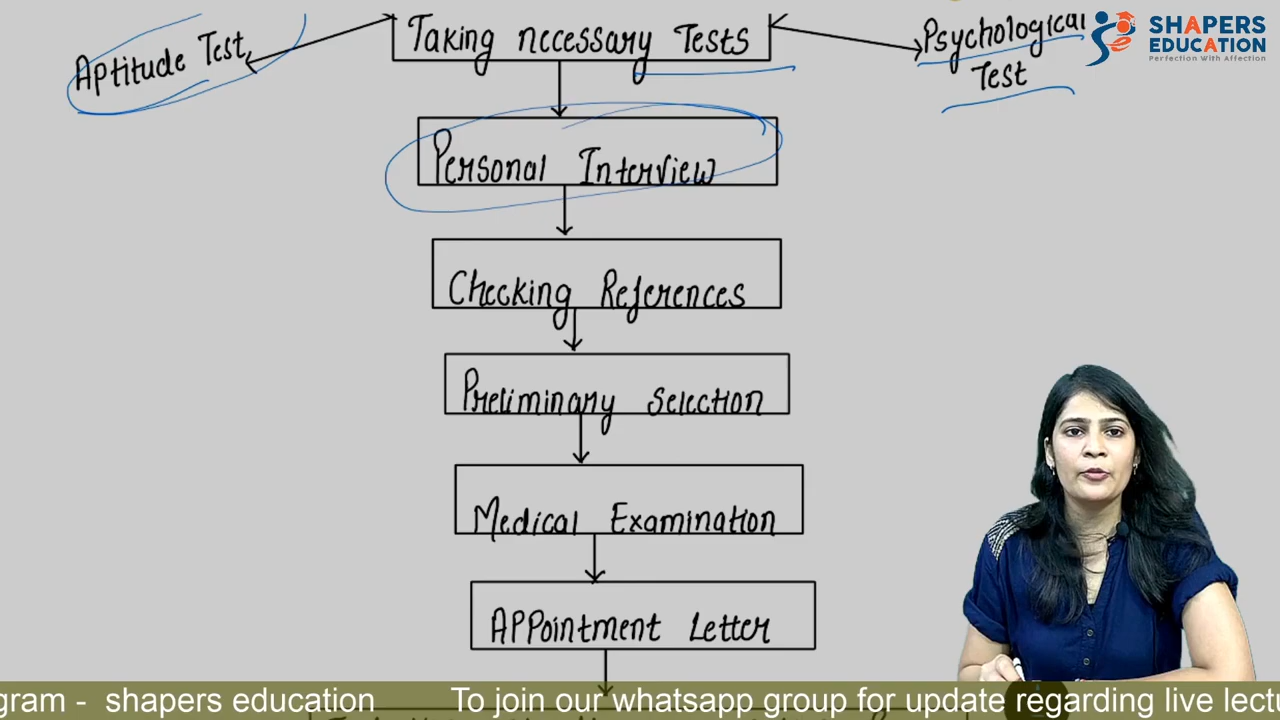 Aptitude Test
Taking nccessary Tests
Psychological
Test
SHAPERS
EDUCATION
Perfection With Affection
Personal Interview
Checking References
Preliminary Selection
Medical Examination
Appointment Letter
gram - shapers education To join our whatsapp group for update regarding live lectu